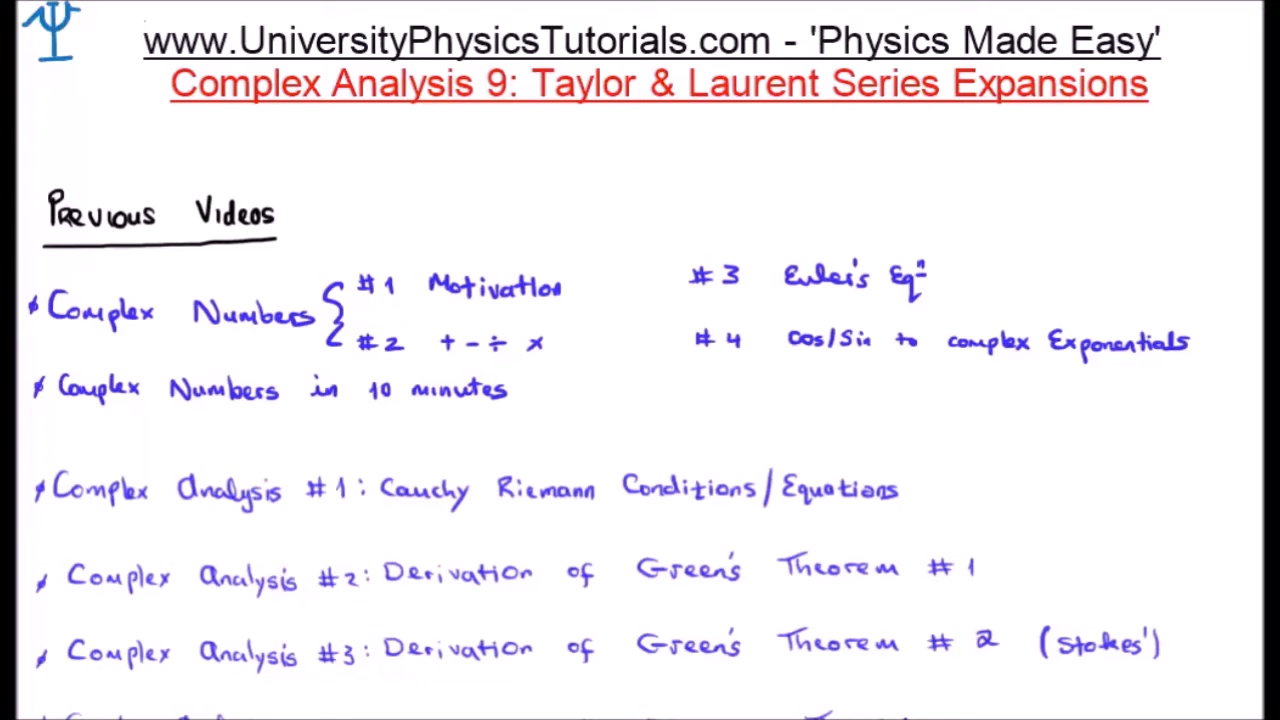 www.UniversityPhysicsTutorials.com - 'Physics Made Easy'
Complex Analysis 9: Taylor & Laurent Series Expansions
Previous Videos
Complex Numbers { #1 Motivation #3 Euler's Eqⁿ
#2 + - ÷ × #4 Cos/Sin to complex Exponentials
Complex Numbers in 10 minutes
Complex Analysis #1: Cauchy Riemann Conditions/Equations
Complex Analysis #2: Derivation of Green's Theorem #1
Complex Analysis #3: Derivation of Green's Theorem #2 (Stokes')